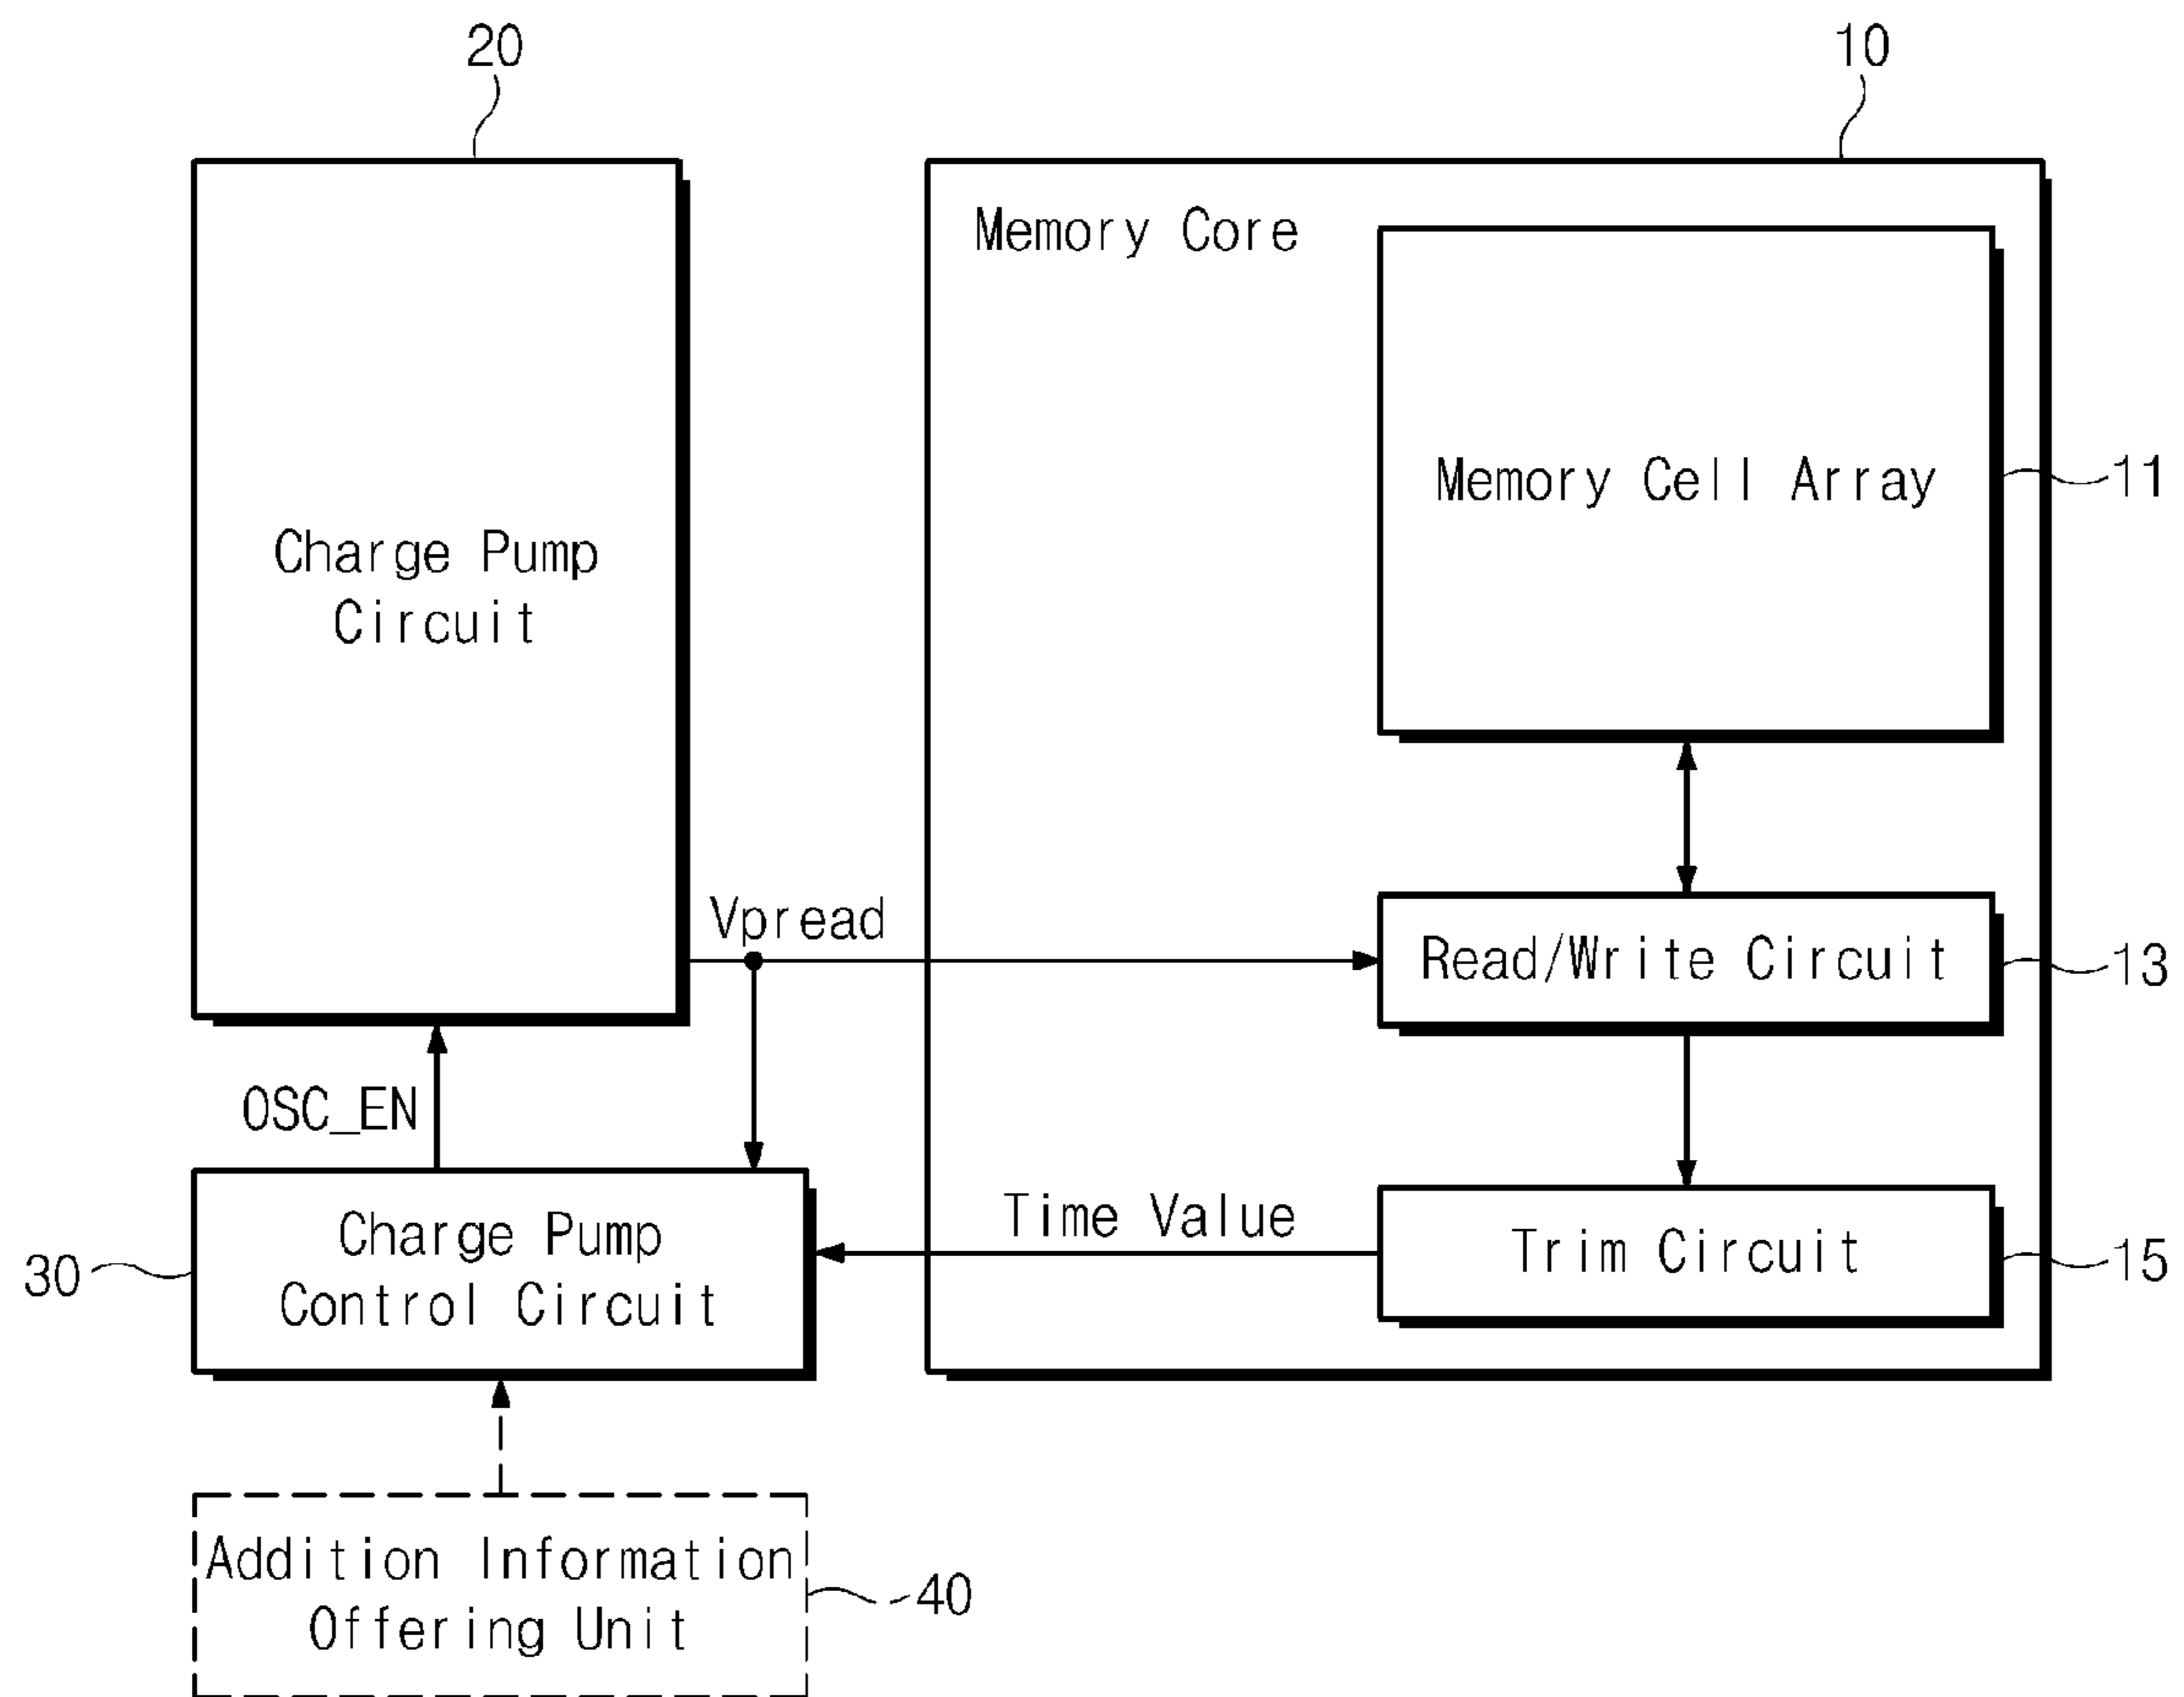 20
10
Memory Core
Memory Cell Array
11
Charge Pump
Circuit
Vpread
Read/Write Circuit
13
OSC_EN
Time Value
Charge Pump
Control Circuit
30
Trim Circuit
15
Addition Information
Offering Unit
40